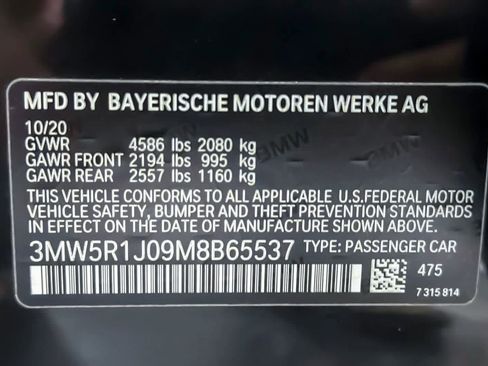 MFD BY BAYERISCHE MOTOREN WERKE AG
10/20
GVWR 4586 lbs 2080 kg
GAWR FRONT 2194 lbs 995 kg
GAWR REAR 2557 lbs 1160 kg
THIS VEHICLE CONFORMS TO ALL APPLICABLE U.S.FEDERAL MOTOR
VEHICLE SAFETY, BUMPER AND THEFT PREVENTION STANDARDS
IN EFFECT ON THE DATE OF MANUFACTURE SHOWN ABOVE.
3MW5R1J09M8B65537 TYPE: PASSENGER CAR
475
7 315 814